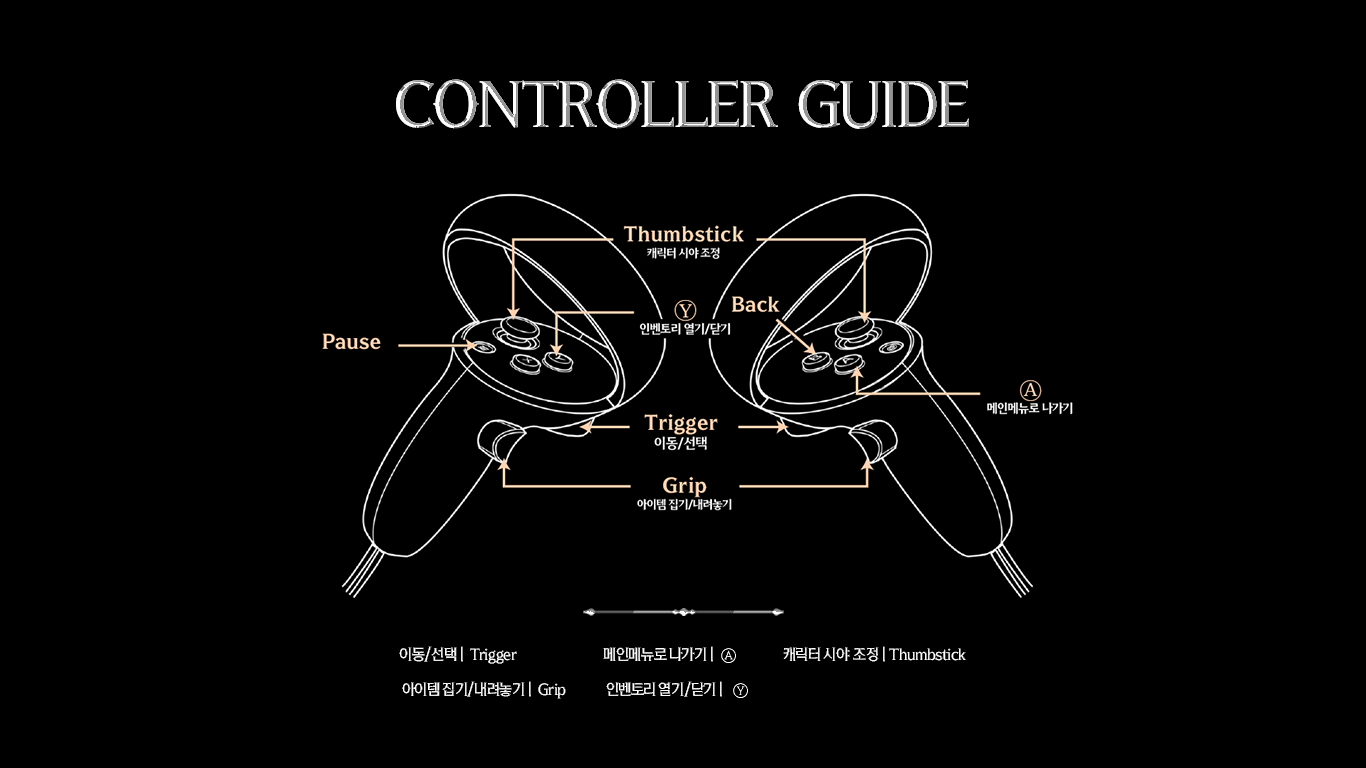 CONTROLLER GUIDE
Thumbstick
캐릭터 시야 조정
Ⓨ
인벤토리 열기/닫기
Back
Pause
Ⓐ
메인메뉴로 나가기
Trigger
이동/선택
Grip
아이템 집기/내려놓기
이동/선택 | Trigger
메인메뉴로 나가기 | Ⓐ
캐릭터 시야 조정 | Thumbstick
아이템 집기/내려놓기 | Grip
인벤토리 열기/닫기 | Ⓨ